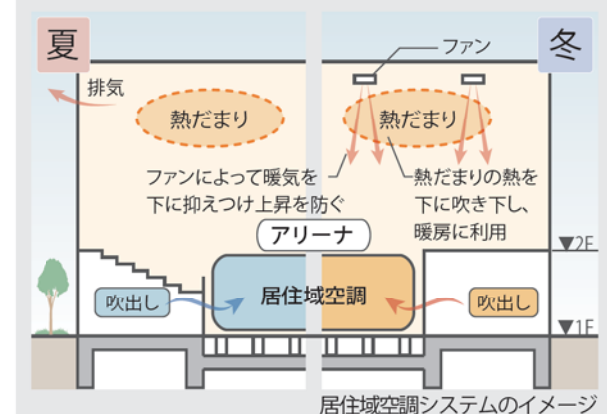 夏
冬
ファン
排気
熱だまり
熱だまり
ファンによって暖気を
下に抑えつけ上昇を防ぐ
熱だまりの熱を
下に吹き下し、
暖房に利用
アリーナ
▼2F
吹出し
居住域空調
吹出し
▼1F
居住域空調システムのイメージ